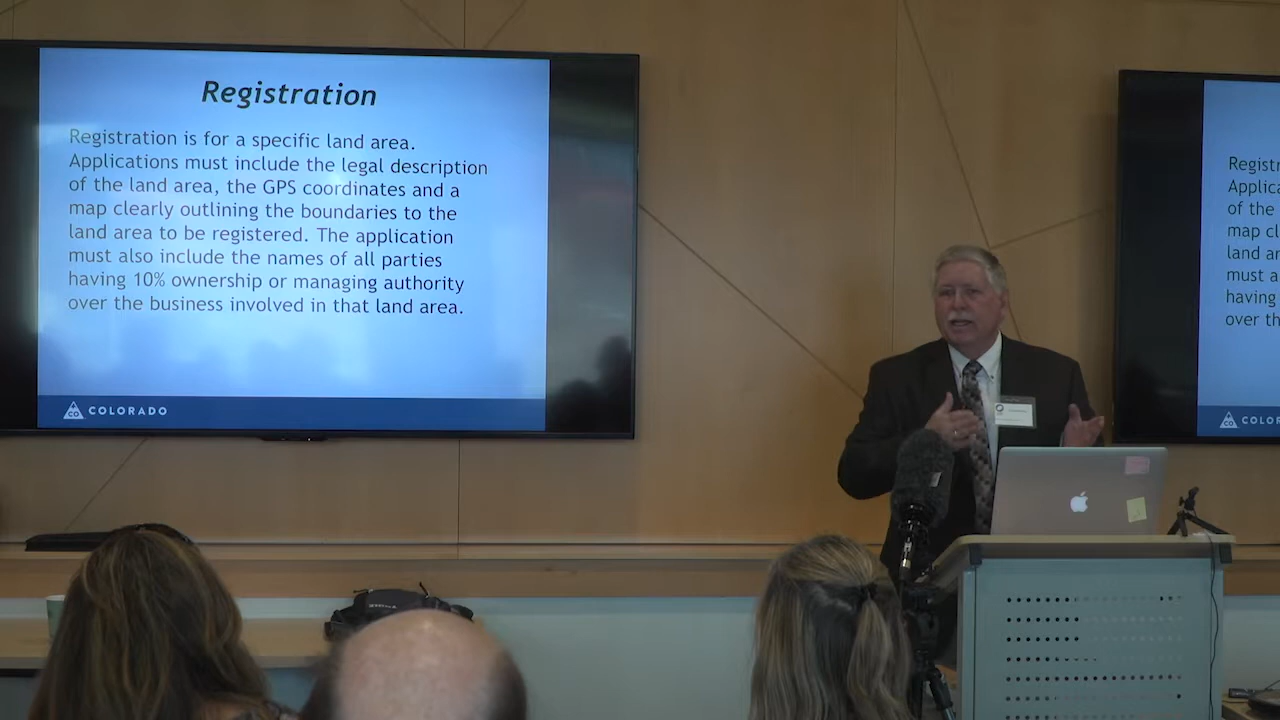 Registration
Registration is for a specific land area.
Applications must include the legal description
of the land area, the GPS coordinates and a
map clearly outlining the boundaries to the
land area to be registered. The application
must also include the names of all parties
having 10% ownership or managing authority
over the business involved in that land area.
CO COLORADO
Registr
Applica
of the
map cl
land ar
must a
having
over th
CO COLOR